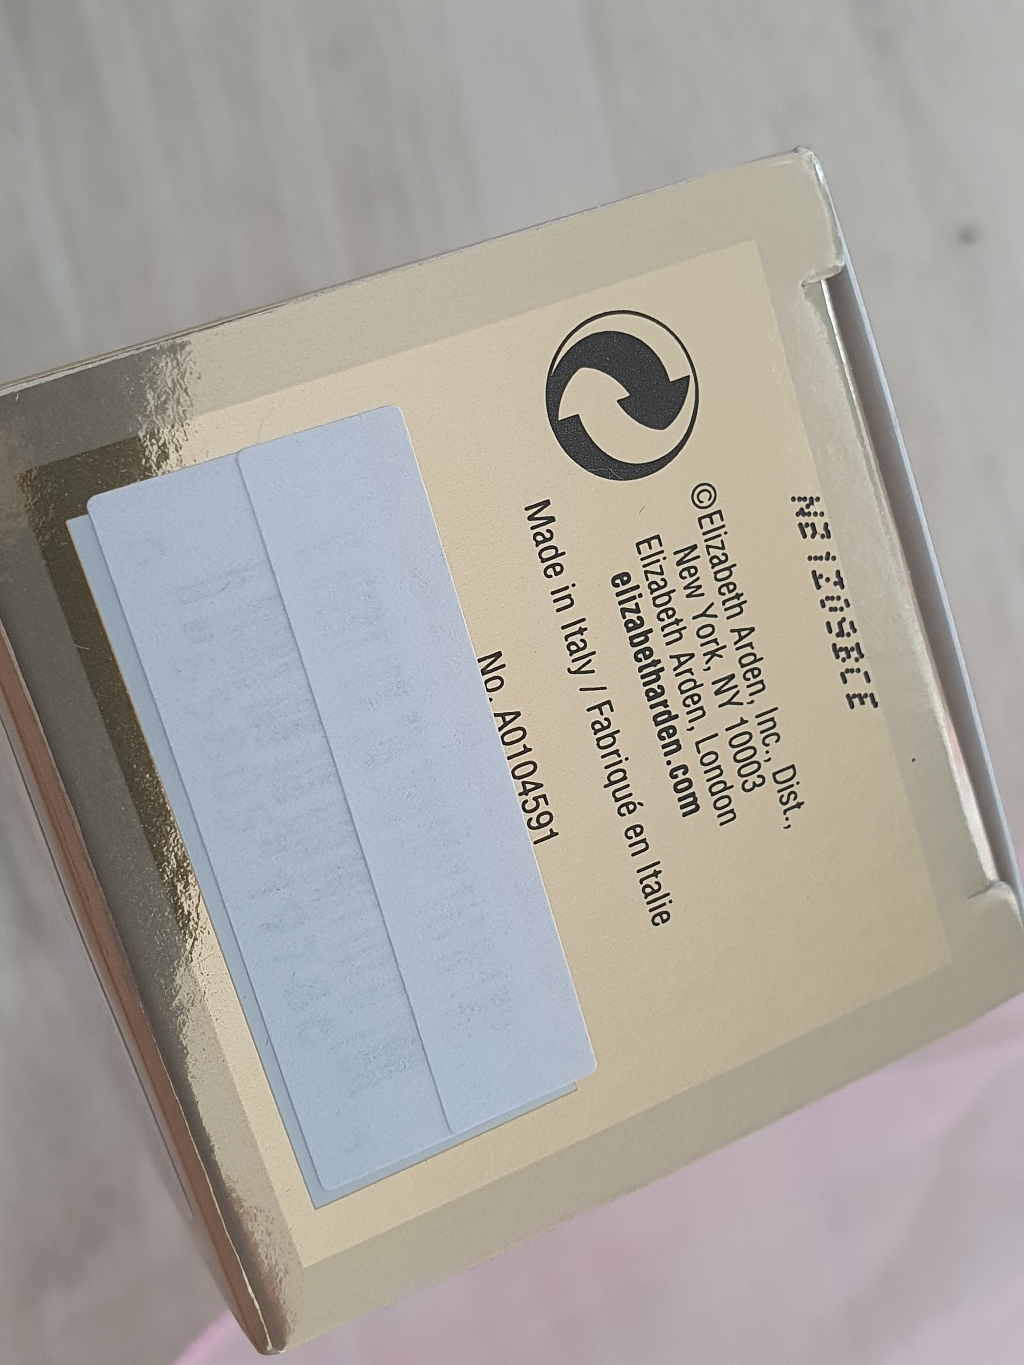 ©Elizabeth Arden, Inc., Dist.,
New York, NY 10003
Elizabeth Arden, London
elizabetharden.com
Made in Italy / Fabriqué en Italie
No. A0104591